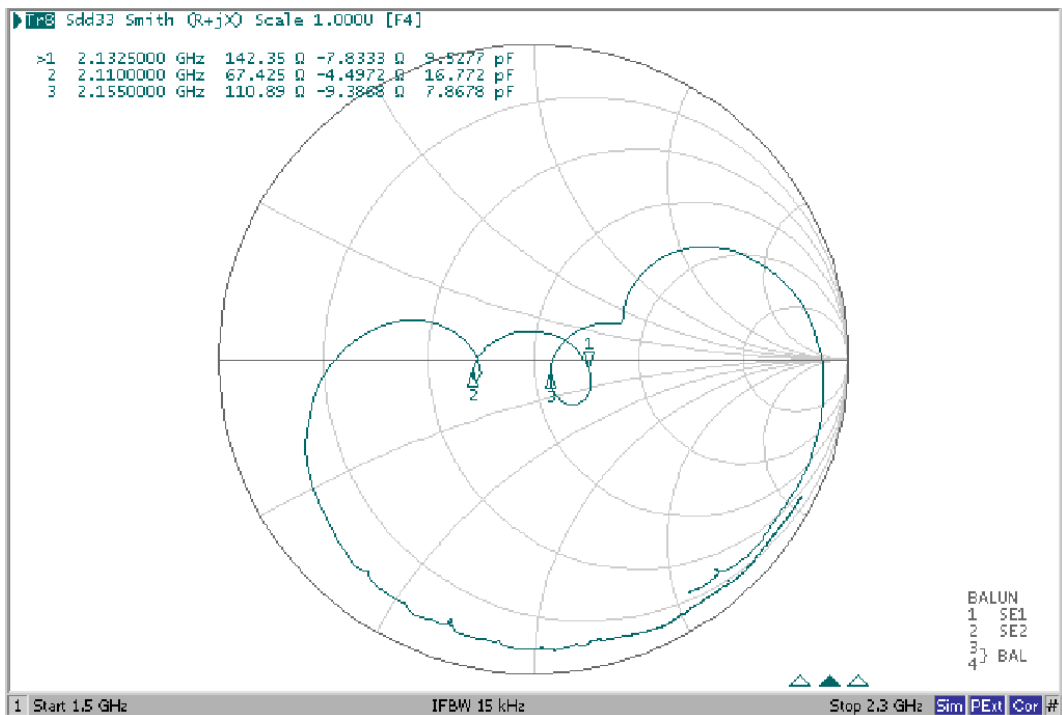 Tr8 Sdd33 Smith (R+jX) Scale 1.000U [F4]
>1 2.1325000 GHz 142.35 Ω -7.8333 Ω 9.5277 pF
2 2.1100000 GHz 67.425 Ω -4.4972 Ω 16.772 pF
3 2.1550000 GHz 110.89 Ω -9.3868 Ω 7.8678 pF
1
2
3
BALUN
1 SE1
2 SE2
3
4} BAL
1 Start 1.5 GHz IFBW 15 kHz Stop 2.3 GHz Sim PExt Cor #